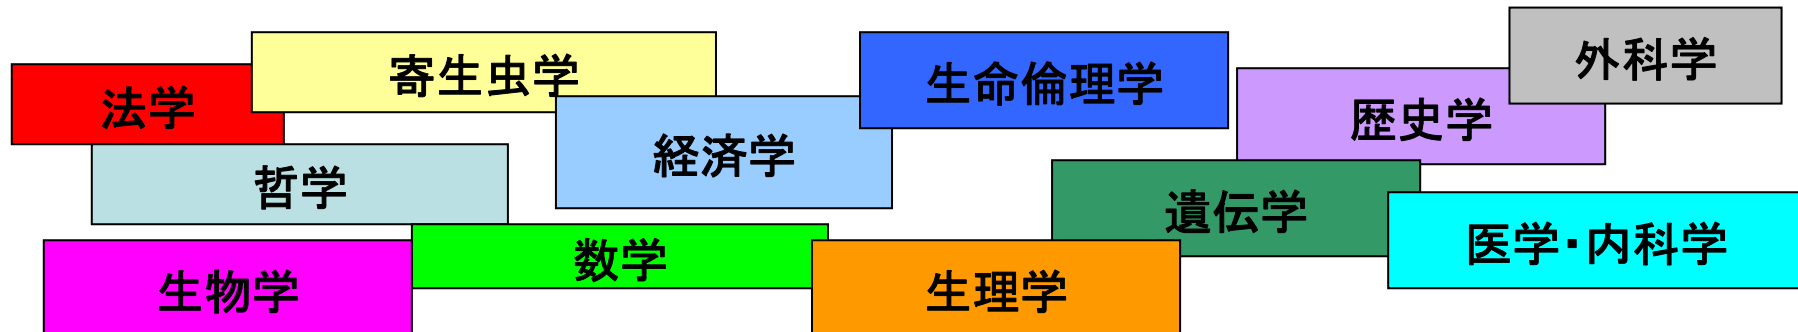 法学
寄生虫学
哲学
生物学
経済学
数学
生命倫理学
生理学
遺伝学
歴史学
外科学
医学・内科学